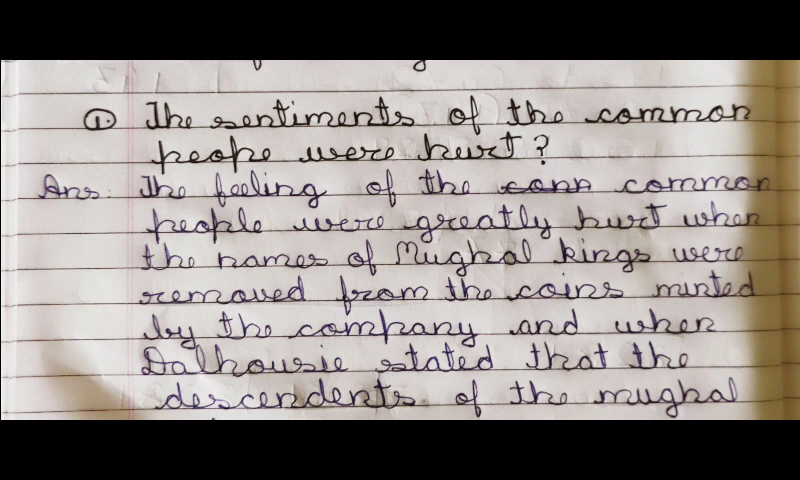 ① The sentiments of the common
peope were hurt?
Ans. The feeling of the conn common
people were greatly hurt when
the names of Mughal kings were
removed from the coins minted
by the company and when
Dalhousie stated that the
descendents of the mughal